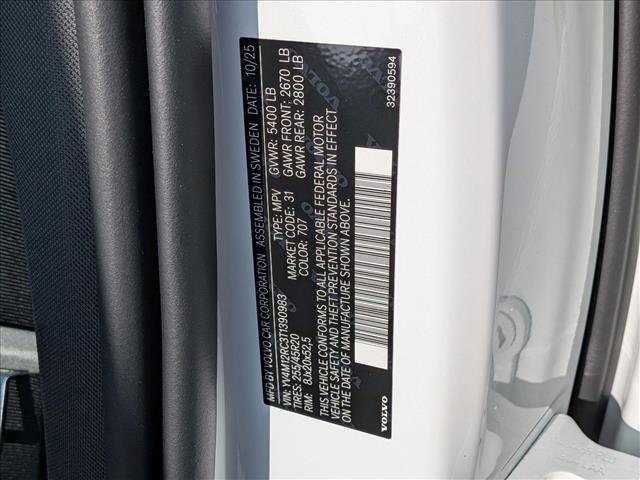 MFD BY VOLVO CAR CORPORATION ASSEMBLED IN SWEDEN DATE: 10/25
VIN: YV4M12RC3T1390983 TYPE: MPV GVWR: 5400 LB
TIRES: 255/45R20 MARKET CODE: 31 GAWR FRONT: 2670 LB
RIM: 8Jx20x52,5 COLOR: 707 GAWR REAR: 2800 LB
THIS VEHICLE CONFORMS TO ALL APPLICABLE FEDERAL MOTOR
VEHICLE SAFETY AND THEFT PREVENTION STANDARDS IN EFFECT
ON THE DATE OF MANUFACTURE SHOWN ABOVE.
VOLVO 32390594